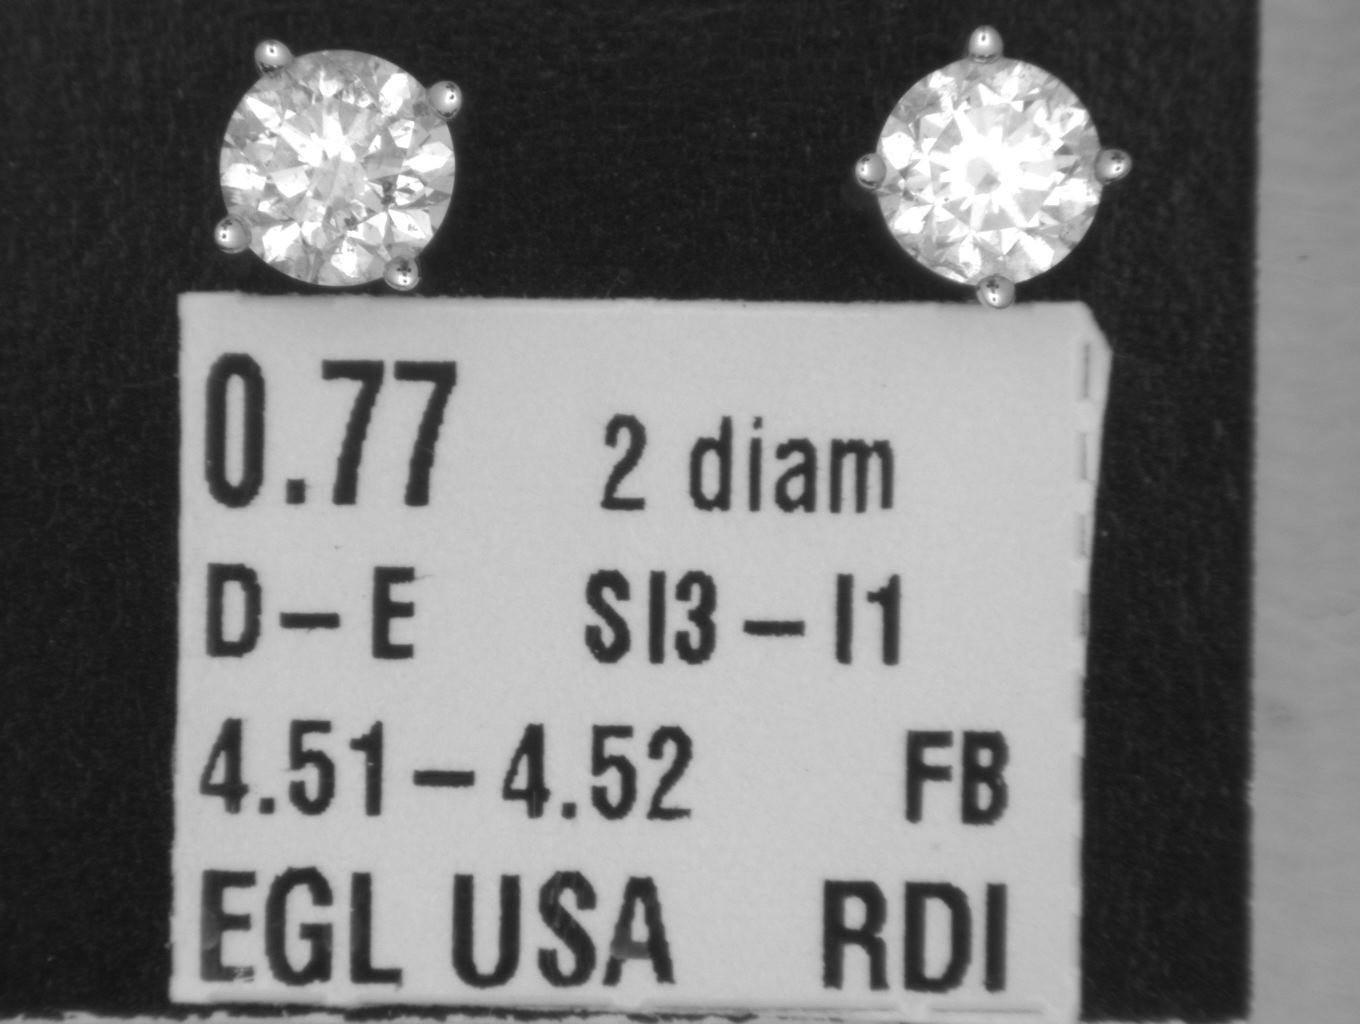 0.77 2 diam
D-E SI3-I1
4.51-4.52 FB
EGL USA RDI